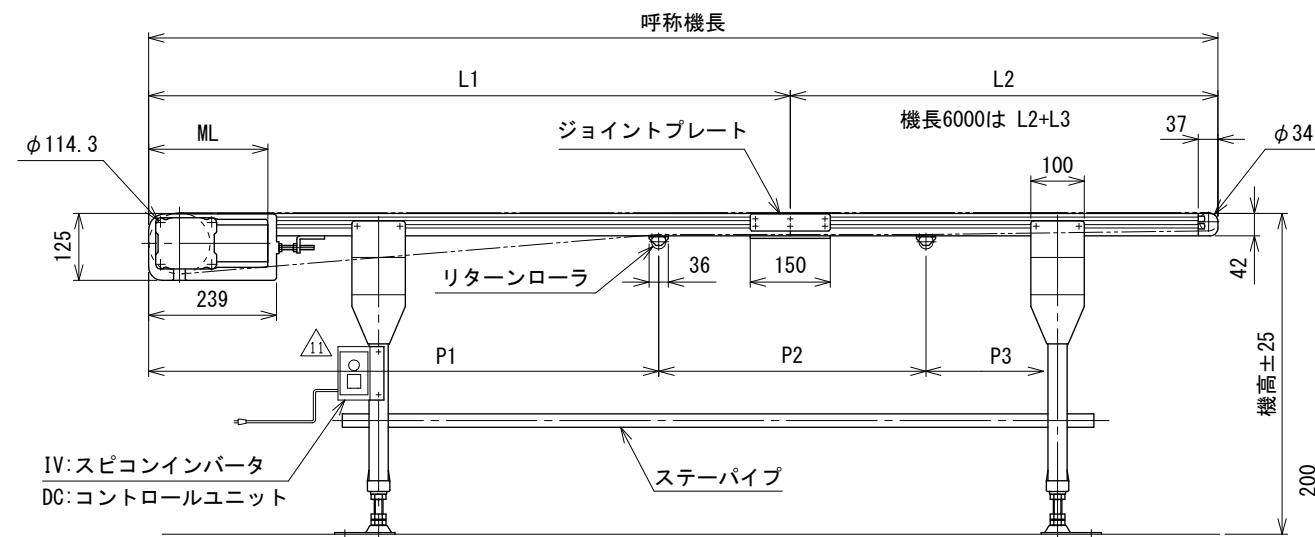 呼称機長
L1
L2
機長6000は L2+L3
ジョイントプレート
ML
37
φ114.3
φ34
100
125
リターンローラ
36
150
42
239
11
P1
P2
P3
機高±25
IV:スピコンインバータ
DC:コントロールユニット
ステーパイプ
200